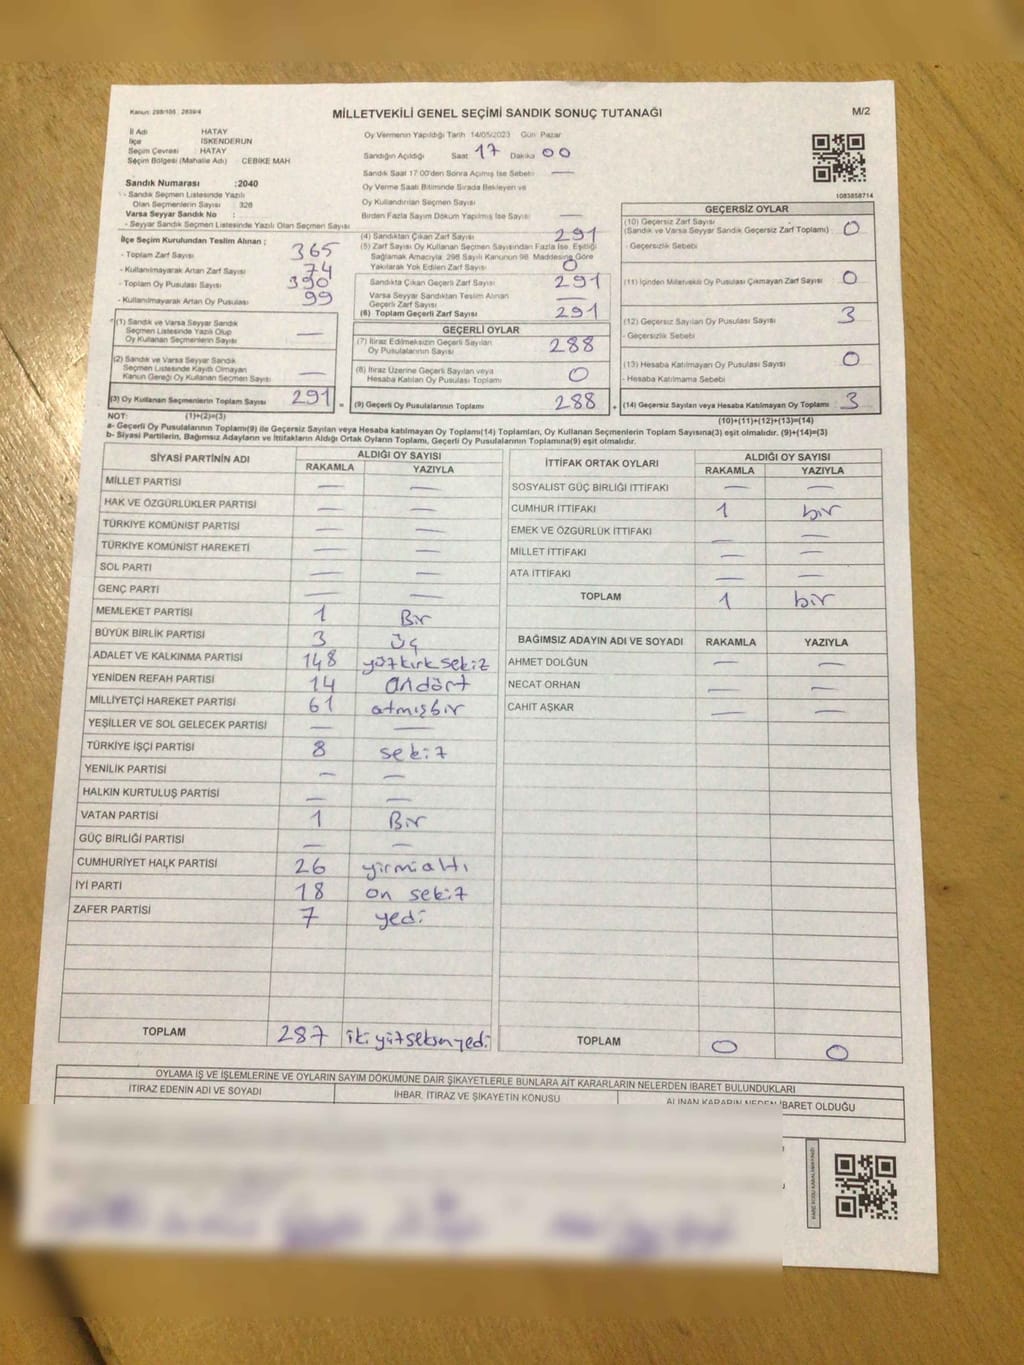 Kanun: 298/105 , 2839/4
MİLLETVEKİLİ GENEL SEÇİMİ SANDIK SONUÇ TUTANAĞI
M/2
İl Adı HATAY
İlçe İSKENDERUN
Seçim Çevresi HATAY
Seçim Bölgesi (Mahalle Adı) CEBİKE MAH
Sandık Numarası :2040
- Sandık Seçmen Listesinde Yazılı
Olan Seçmenlerin Sayısı 328
Varsa Seyyar Sandık No :
- Seyyar Sandık Seçmen Listesinde Yazılı Olan Seçmen Sayısı
Oy Vermenin Yapıldığı Tarih 14/05/2023 Gün Pazar
Sandığın Açıldığı Saat 17 Dakika 00
Sandık Saat 17:00'den Sonra Açılmış İse Sebebi —
Oy Verme Saati Bitiminde Sırada Bekleyen ve
Oy Kullandırılan Seçmen Sayısı
Birden Fazla Sayım Döküm Yapılmış İse Sayısı —
1083858714
İlçe Seçim Kurulundan Teslim Alınan ;
- Toplam Zarf Sayısı 365
- Kullanılmayarak Artan Zarf Sayısı 74
- Toplam Oy Pusulası Sayısı 390
- Kullanılmayarak Artan Oy Pusulası 99
(1) Sandık ve Varsa Seyyar Sandık
Seçmen Listesinde Yazılı Olup
Oy Kullanan Seçmenlerin Sayısı —
(2) Sandık ve Varsa Seyyar Sandık
Seçmen Listesinde Kayıtlı Olmayan
Kanun Gereği Oy Kullanan Seçmen Sayısı —
(3) Oy Kullanan Seçmenlerin Toplam Sayısı 291
(1)+(2)=(3)
(4) Sandıktan Çıkan Zarf Sayısı 291
(5) Zarf Sayısı Oy Kullanan Seçmen Sayısından Fazla İse, Eşitliği
Sağlamak Amacıyla, 298 Sayılı Kanunun 98. Maddesine Göre
Yakılarak Yok Edilen Zarf Sayısı 0
Sandıkta Çıkan Geçerli Zarf Sayısı 291
Varsa Seyyar Sandıktan Teslim Alınan
Geçerli Zarf Sayısı —
(6) Toplam Geçerli Zarf Sayısı 291
GEÇERLİ OYLAR
(7) İtiraz Edilmeksizin Geçerli Sayılan
Oy Pusulalarının Sayısı 288
(8) İtiraz Üzerine Geçerli Sayılan veya
Hesaba Katılan Oy Pusulası Toplamı 0
= (9) Geçerli Oy Pusulalarının Toplamı 288
GEÇERSİZ OYLAR
(10) Geçersiz Zarf Sayısı
(Sandık ve Varsa Seyyar Sandık Geçersiz Zarf Toplamı) 0
- Geçersizlik Sebebi
(11) İçinden Milletvekili Oy Pusulası Çıkmayan Zarf Sayısı 0
(12) Geçersiz Sayılan Oy Pusulası Sayısı 3
- Geçersizlik Sebebi
(13) Hesaba Katılmayan Oy Pusulası Sayısı 0
- Hesaba Katılmama Sebebi
+ (14) Geçersiz Sayılan veya Hesaba Katılmayan Oy Toplamı 3
(10)+(11)+(12)+(13)=(14)
NOT:
a- Geçerli Oy Pusulalarının Toplamı(9) ile Geçersiz Sayılan veya Hesaba katılmayan Oy Toplamı(14) Toplamları, Oy Kullanan Seçmenlerin Toplam Sayısına(3) eşit olmalıdır. (9)+(14)=(3)
b- Siyasi Partilerin, Bağımsız Adayların ve İttifakların Aldığı Ortak Oyların Toplamı, Geçerli Oy Pusulalarının Toplamına(9) eşit olmalıdır.
SİYASİ PARTİNİN ADI ALDIĞI OY SAYISI
RAKAMLA YAZIYLA
MİLLET PARTİSİ — —
HAK VE ÖZGÜRLÜKLER PARTİSİ — —
TÜRKİYE KOMÜNİST PARTİSİ — —
TÜRKİYE KOMÜNİST HAREKETİ — —
SOL PARTİ — —
GENÇ PARTİ — —
MEMLEKET PARTİSİ 1 Bir
BÜYÜK BİRLİK PARTİSİ 3 üç
ADALET VE KALKINMA PARTİSİ 148 yüzkırksekiz
YENİDEN REFAH PARTİSİ 14 ondört
MİLLİYETÇİ HAREKET PARTİSİ 61 atmışbir
YEŞİLLER VE SOL GELECEK PARTİSİ — —
TÜRKİYE İŞÇİ PARTİSİ 8 sekiz
YENİLİK PARTİSİ — —
HALKIN KURTULUŞ PARTİSİ — —
VATAN PARTİSİ 1 Bir
GÜÇ BİRLİĞİ PARTİSİ — —
CUMHURİYET HALK PARTİSİ 26 yirmialtı
İYİ PARTİ 18 on sekiz
ZAFER PARTİSİ 7 yedi
TOPLAM 287 ikiyüzseksenyedi
İTTİFAK ORTAK OYLARI ALDIĞI OY SAYISI
RAKAMLA YAZIYLA
SOSYALİST GÜÇ BİRLİĞİ İTTİFAKI — —
CUMHUR İTTİFAKI 1 bir
EMEK VE ÖZGÜRLÜK İTTİFAKI — —
MİLLET İTTİFAKI — —
ATA İTTİFAKI — —
TOPLAM 1 bir
BAĞIMSIZ ADAYIN ADI VE SOYADI RAKAMLA YAZIYLA
AHMET DOLĞUN — —
NECAT ORHAN — —
CAHİT AŞKAR — —
TOPLAM 0 0
OYLAMA İŞ VE İŞLEMLERİNE VE OYLARIN SAYIM DÖKÜMÜNE DAİR ŞİKAYETLERLE BUNLARA AİT KARARLARIN NELERDEN İBARET BULUNDUKLARI
İTİRAZ EDENİN ADI VE SOYADI İHBAR, İTİRAZ VE ŞİKAYETİN KONUSU ALINAN KARARIN NEDEN İBARET OLDUĞU